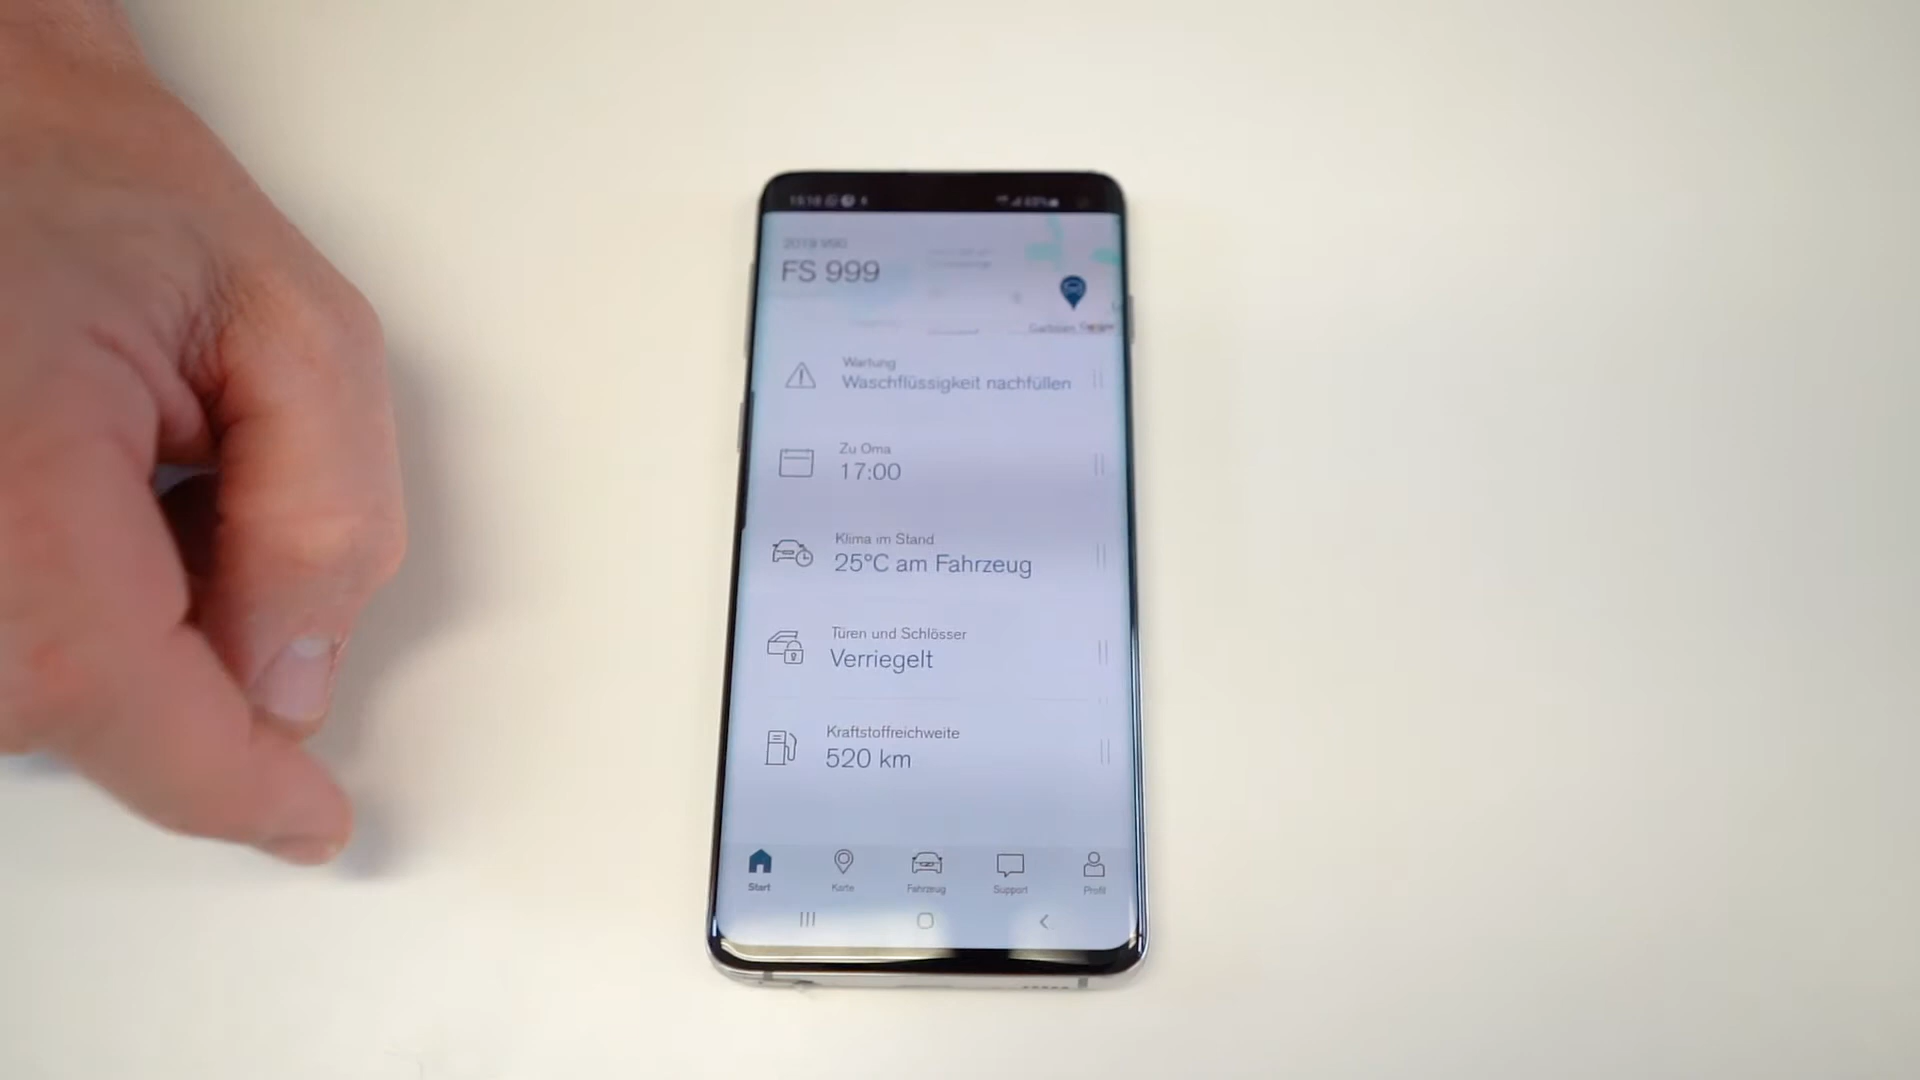 FS 999
Wartung
Waschflüssigkeit nachfüllen
Zu Oma
17:00
Klima im Stand
25°C am Fahrzeug
Türen und Schlösser
Verriegelt
Kraftstoffreichweite
520 km
Start
Karte
Fahrzeug
Support
Profil